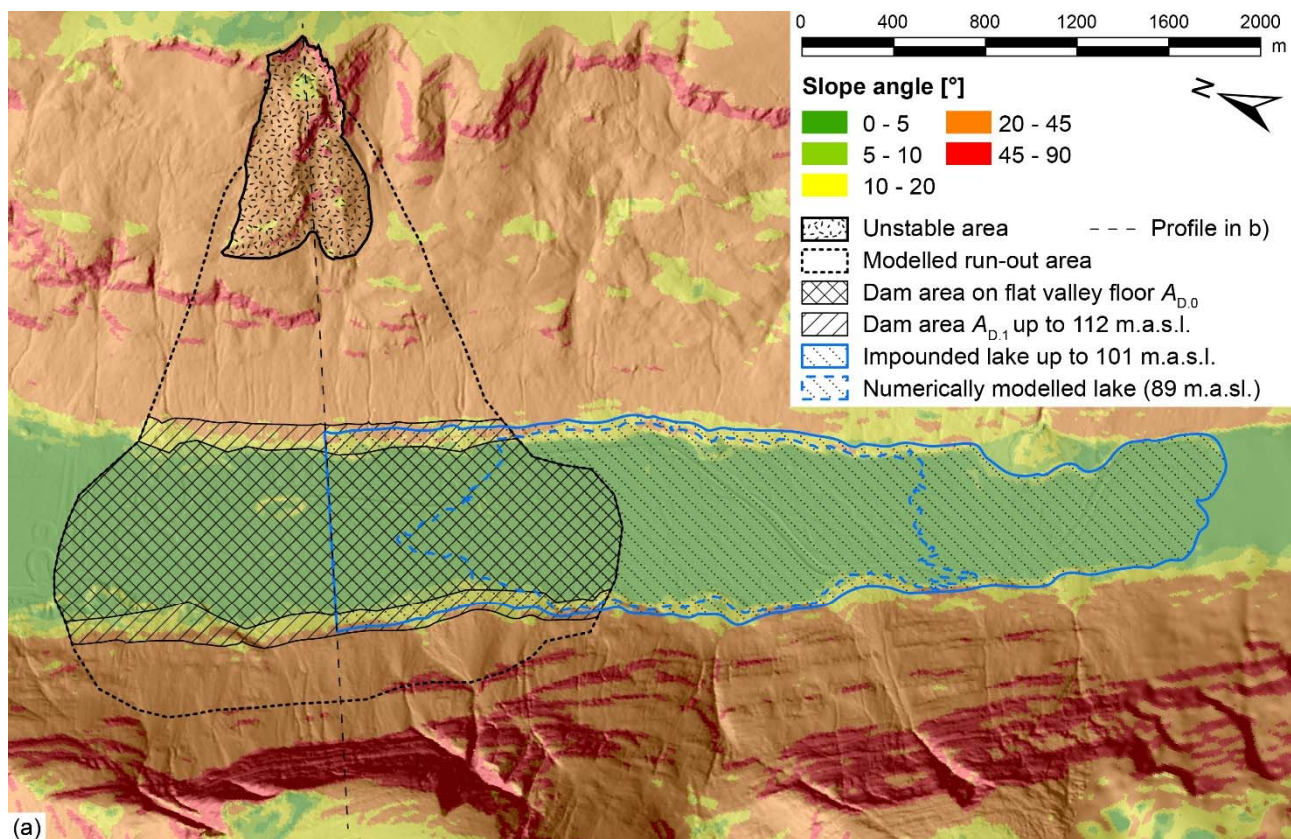 0 400 800 1200 1600 2000
m
N
Slope angle [°]
0 - 5 20 - 45
5 - 10 45 - 90
10 - 20
Unstable area Profile in b)
Modelled run-out area
Dam area on flat valley floor A_D.0
Dam area A_D.1 up to 112 m.a.s.l.
Impounded lake up to 101 m.a.s.l.
Numerically modelled lake (89 m.a.sl.)
(a)